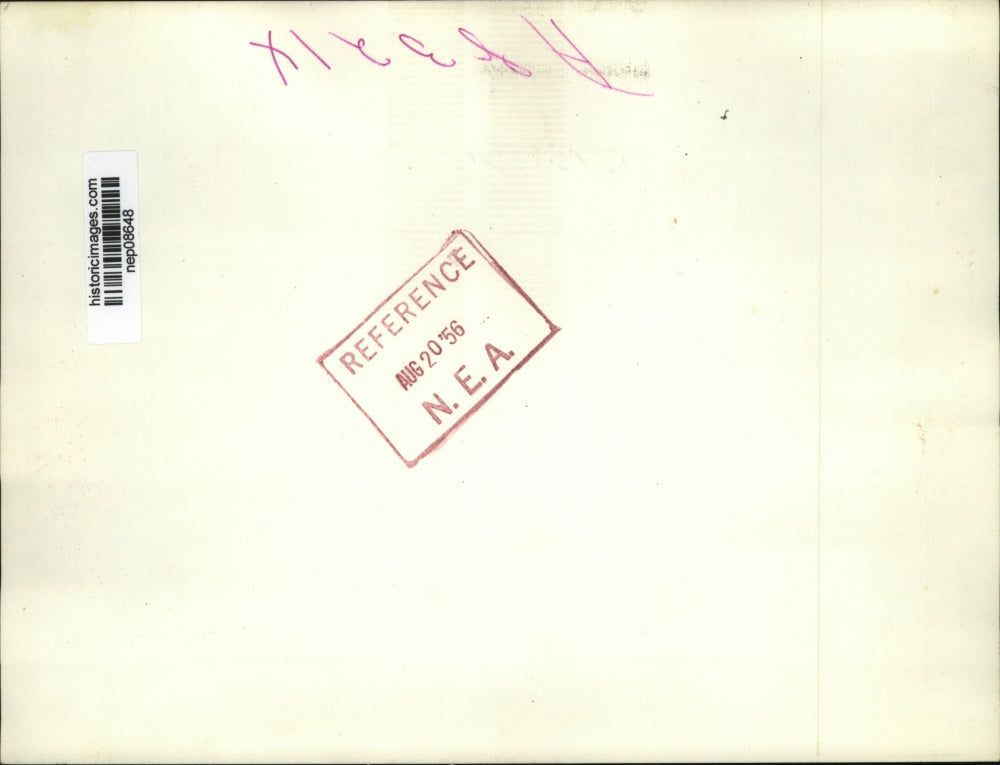 historicimages.com
nep08648
REFERENCE
AUG 20 '56
N. E. A.